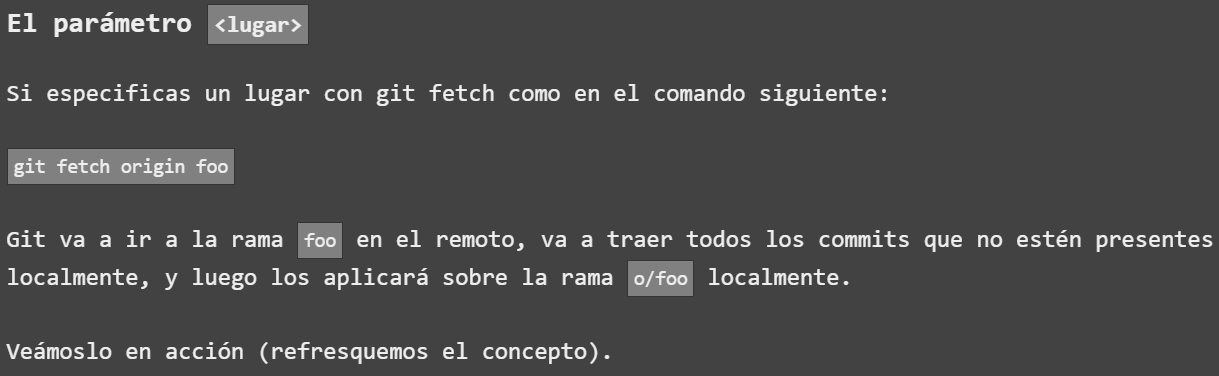 El parámetro <lugar>
Si especificas un lugar con git fetch como en el comando siguiente:
git fetch origin foo
Git va a ir a la rama foo en el remoto, va a traer todos los commits que no estén presentes
localmente, y luego los aplicará sobre la rama o/foo localmente.
Veámoslo en acción (refresquemos el concepto).